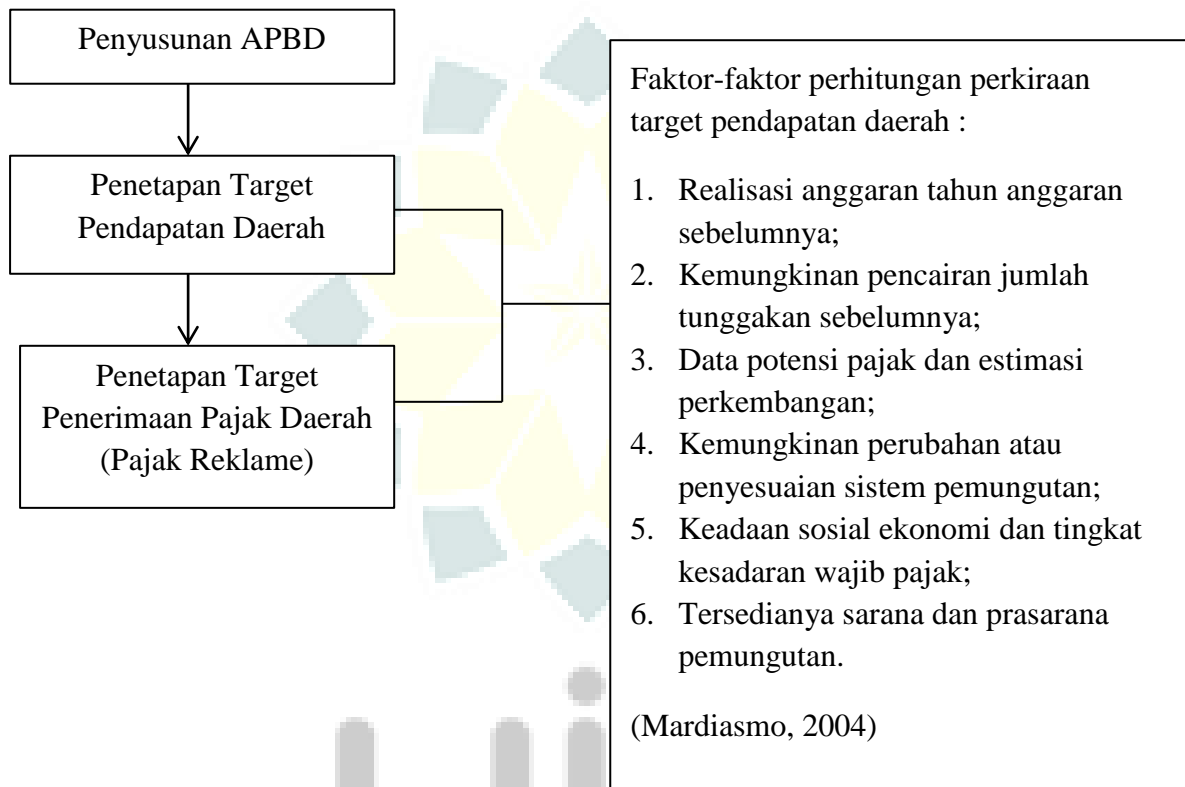 Penyusunan APBD
Penetapan Target
Pendapatan Daerah
Penetapan Target
Penerimaan Pajak Daerah
(Pajak Reklame)
Faktor-faktor perhitungan perkiraan
target pendapatan daerah :
1. Realisasi anggaran tahun anggaran
sebelumnya;
2. Kemungkinan pencairan jumlah
tunggakan sebelumnya;
3. Data potensi pajak dan estimasi
perkembangan;
4. Kemungkinan perubahan atau
penyesuaian sistem pemungutan;
5. Keadaan sosial ekonomi dan tingkat
kesadaran wajib pajak;
6. Tersedianya sarana dan prasarana
pemungutan.
(Mardiasmo, 2004)